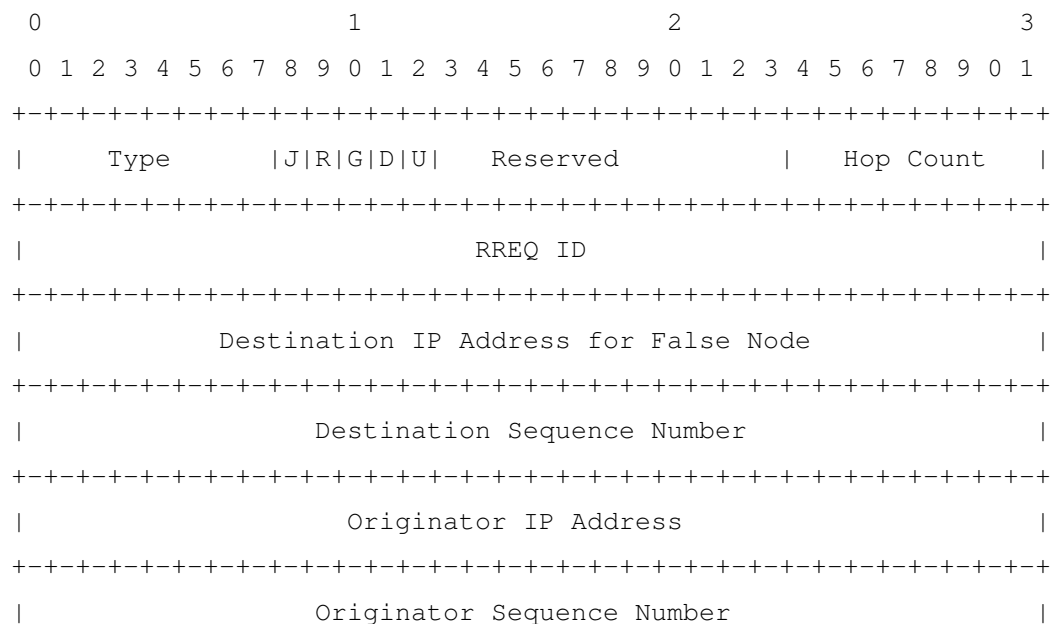 0                   1                   2                   3
 0 1 2 3 4 5 6 7 8 9 0 1 2 3 4 5 6 7 8 9 0 1 2 3 4 5 6 7 8 9 0 1
+-+-+-+-+-+-+-+-+-+-+-+-+-+-+-+-+-+-+-+-+-+-+-+-+-+-+-+-+-+-+-+-+
|     Type      |J|R|G|D|U|   Reserved          |   Hop Count   |
+-+-+-+-+-+-+-+-+-+-+-+-+-+-+-+-+-+-+-+-+-+-+-+-+-+-+-+-+-+-+-+-+
|                            RREQ ID                            |
+-+-+-+-+-+-+-+-+-+-+-+-+-+-+-+-+-+-+-+-+-+-+-+-+-+-+-+-+-+-+-+-+
|            Destination IP Address for False Node              |
+-+-+-+-+-+-+-+-+-+-+-+-+-+-+-+-+-+-+-+-+-+-+-+-+-+-+-+-+-+-+-+-+
|                  Destination Sequence Number                  |
+-+-+-+-+-+-+-+-+-+-+-+-+-+-+-+-+-+-+-+-+-+-+-+-+-+-+-+-+-+-+-+-+
|                    Originator IP Address                      |
+-+-+-+-+-+-+-+-+-+-+-+-+-+-+-+-+-+-+-+-+-+-+-+-+-+-+-+-+-+-+-+-+
|                  Originator Sequence Number                   |